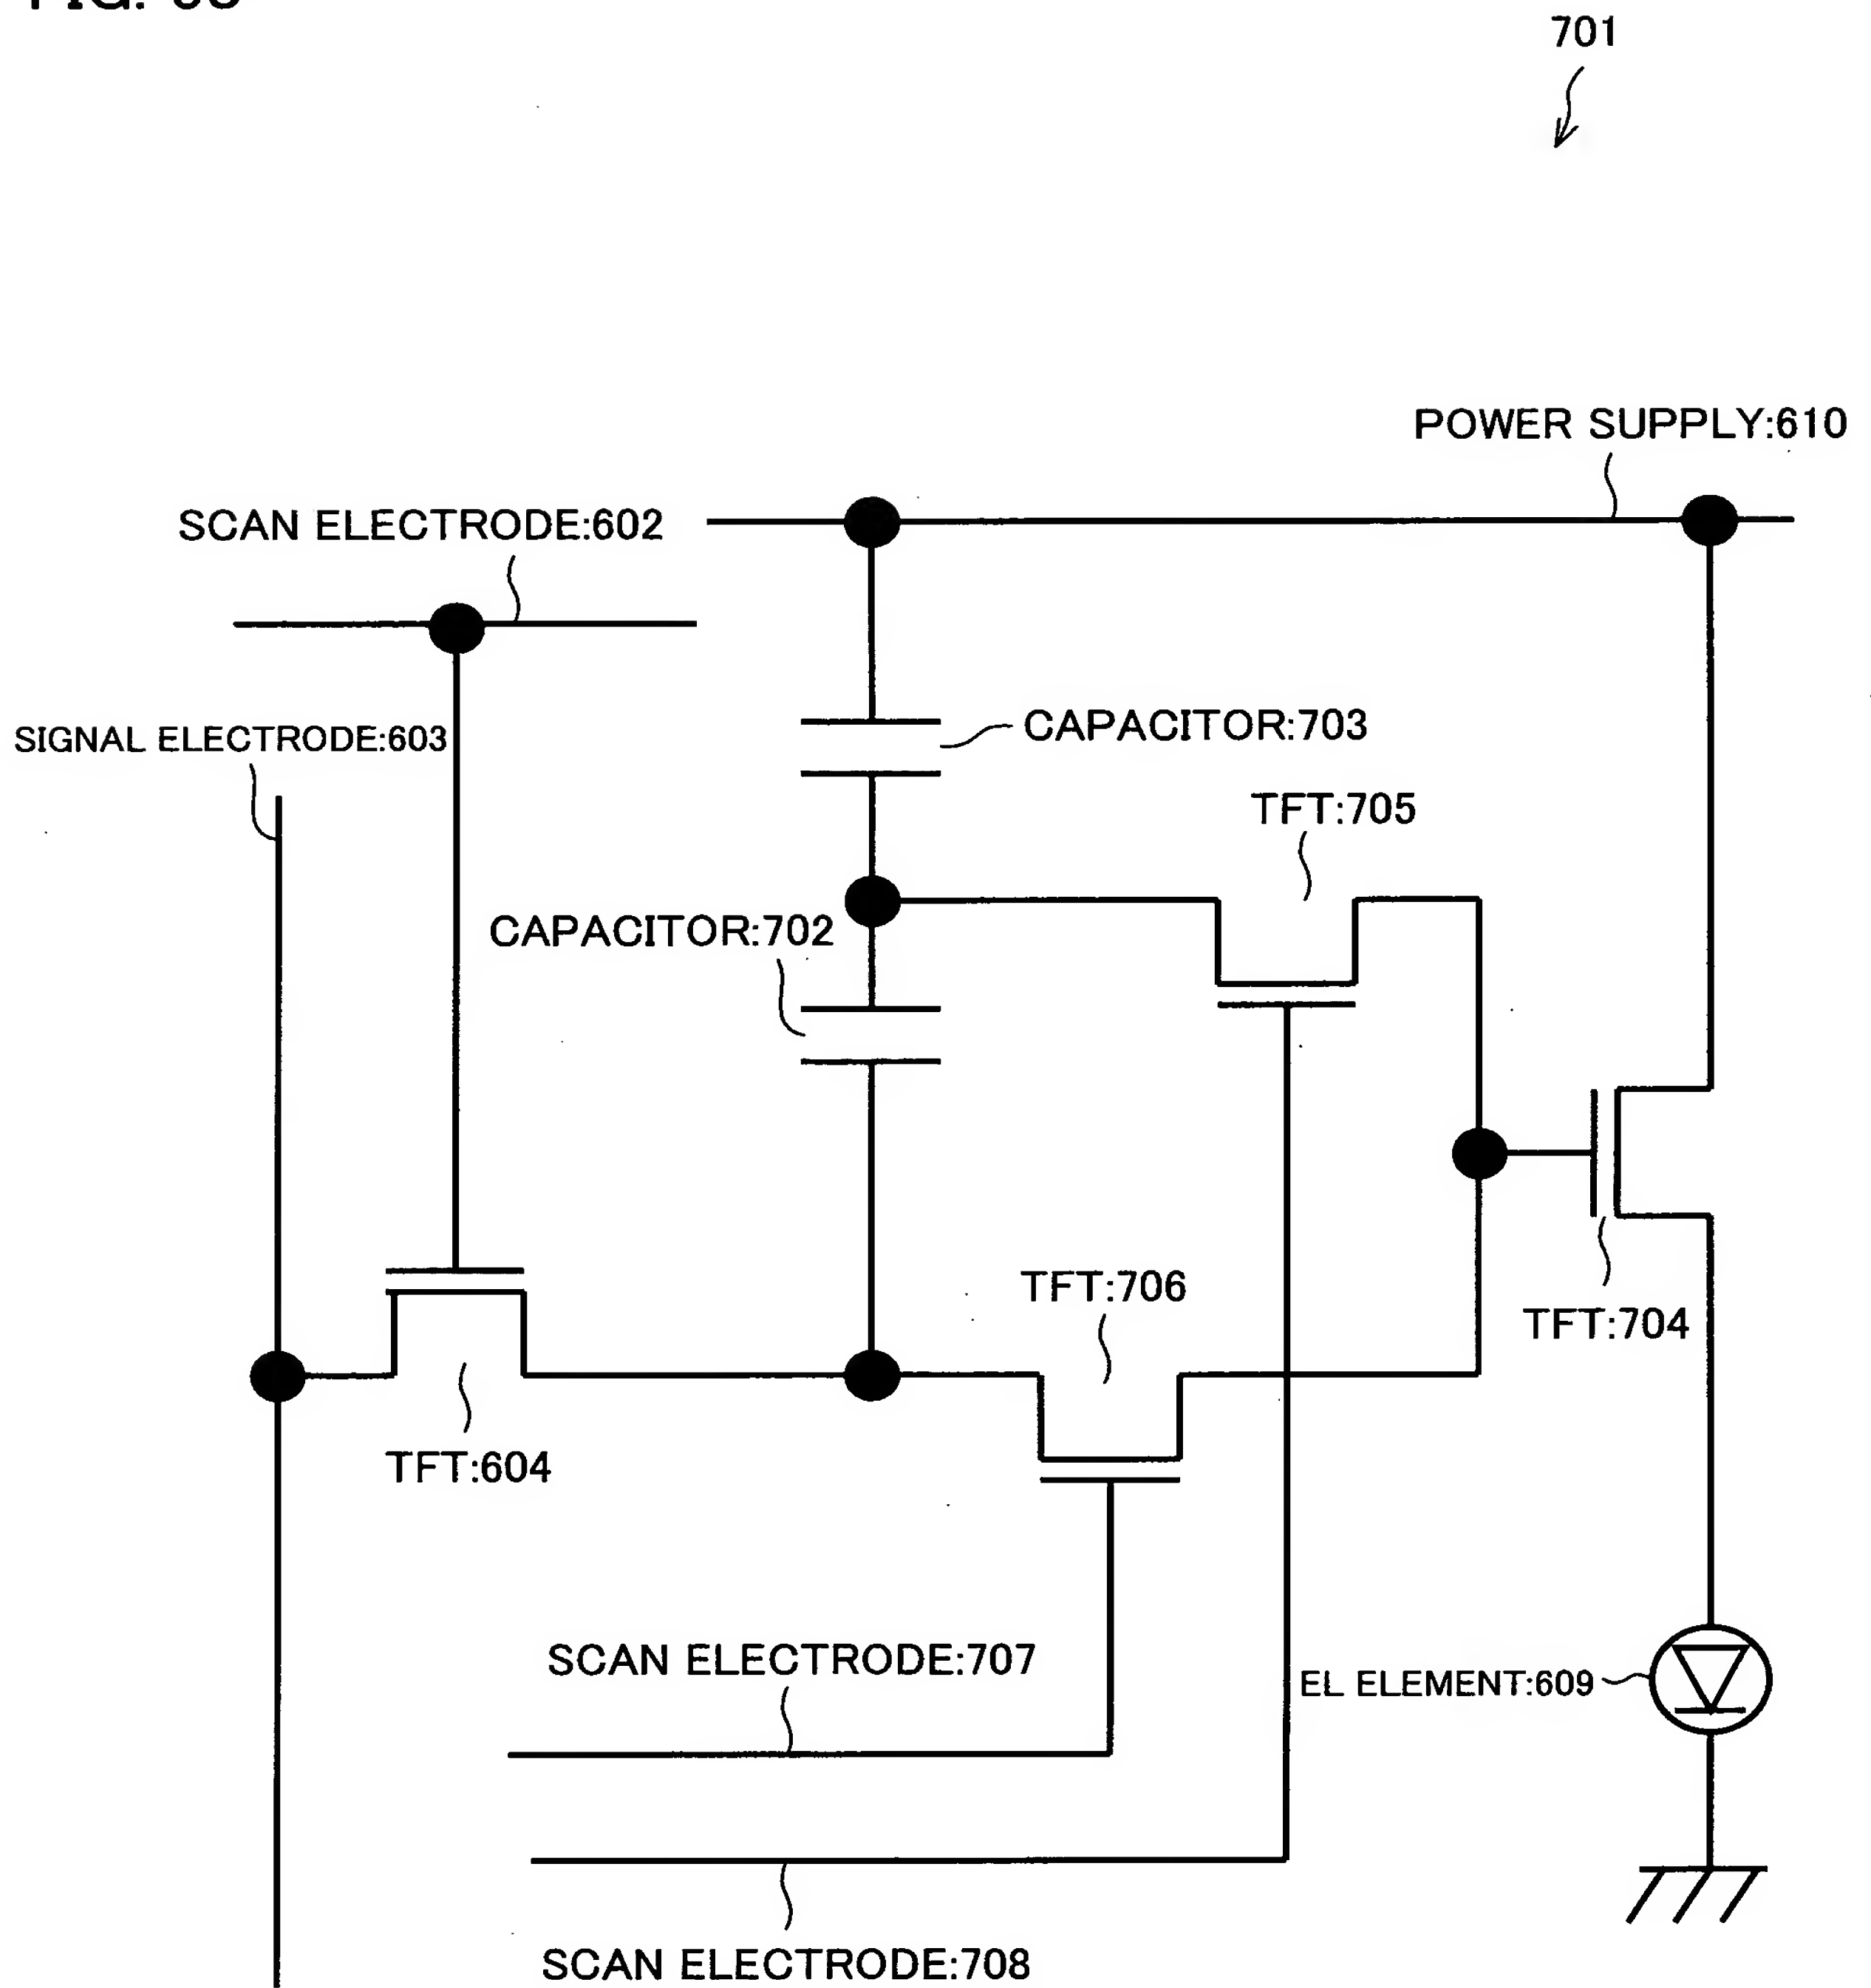 701
POWER SUPPLY:610
SCAN ELECTRODE:602
SIGNAL ELECTRODE:603
CAPACITOR:703
TFT:705
CAPACITOR:702
TFT:706
TFT:704
TFT:604
SCAN ELECTRODE:707
EL ELEMENT:609
SCAN ELECTRODE:708